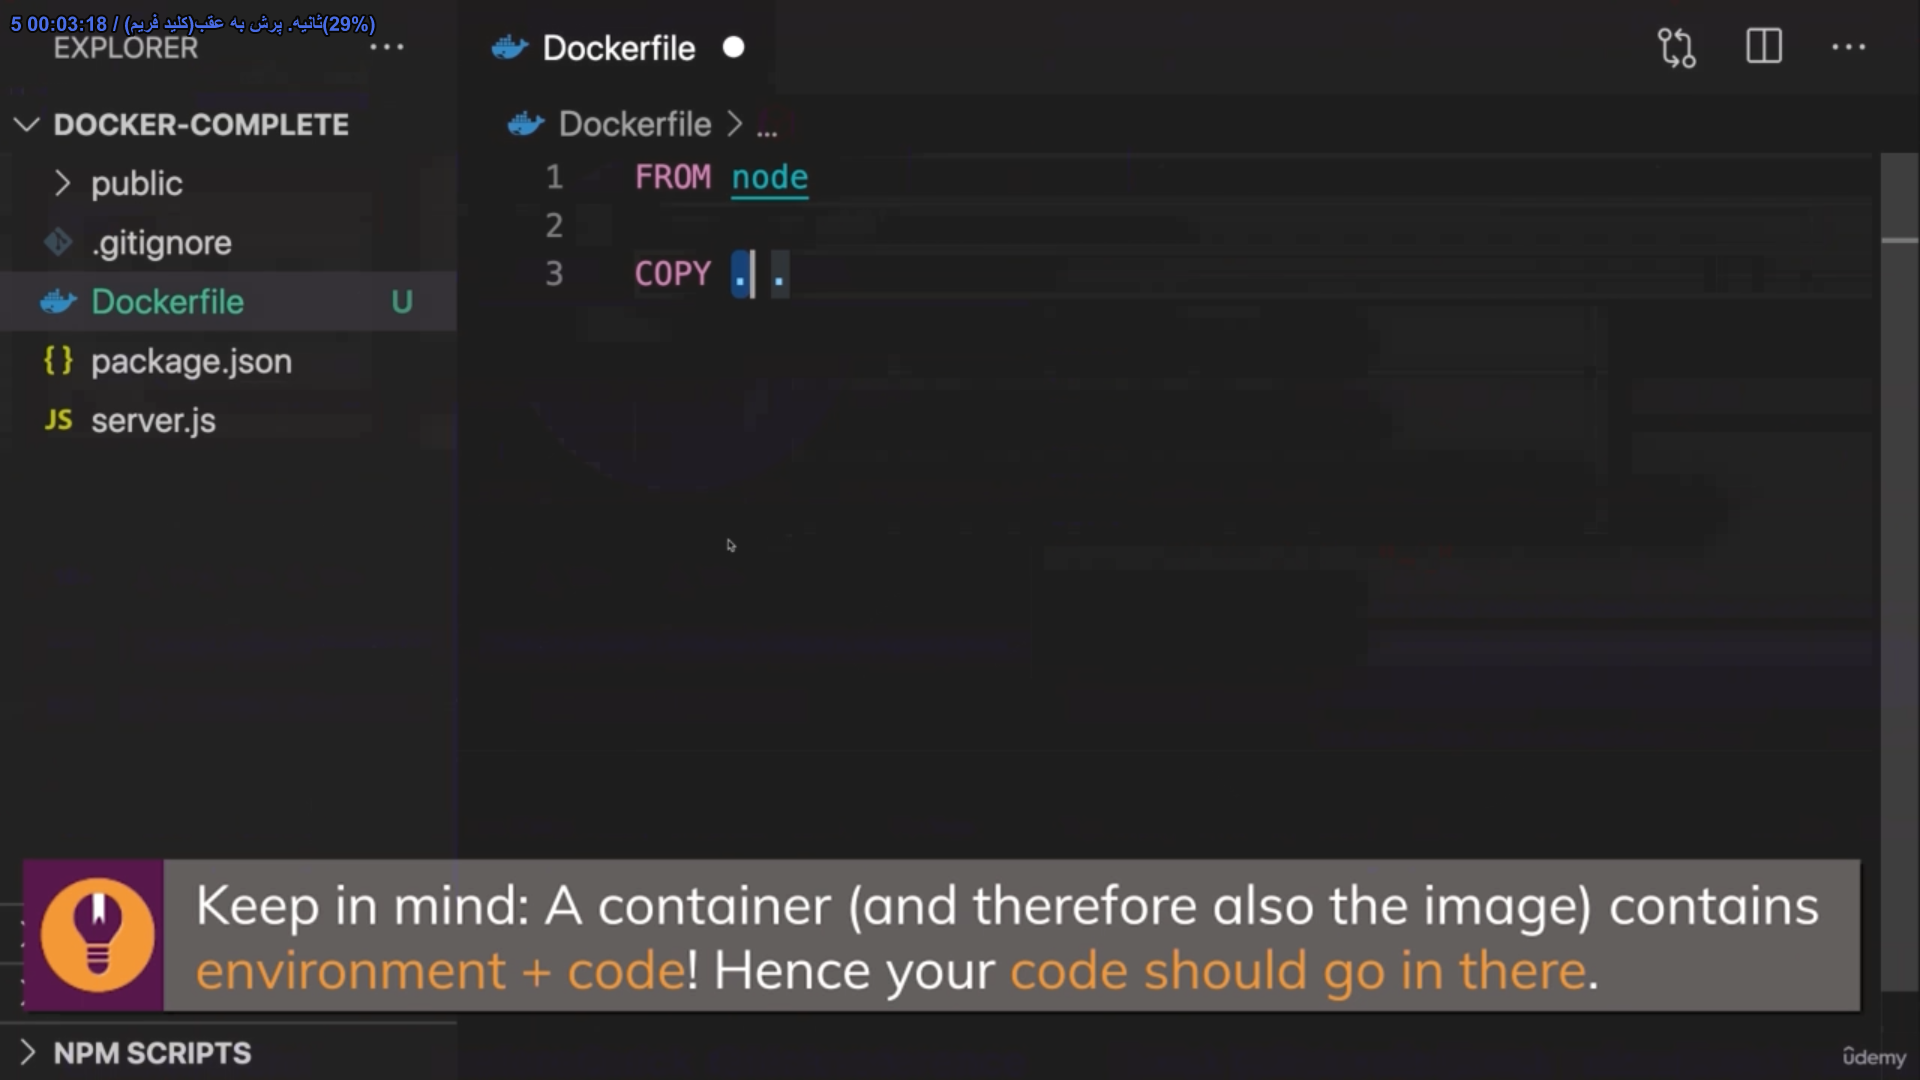 5 ثانیه. پرش به عقب(کلید فریم) / 00:03:18 (29%)
EXPLORER ···
Dockerfile
DOCKER-COMPLETE
public
.gitignore
Dockerfile U
{} package.json
JS server.js
Dockerfile > ...
1 FROM node
2
3 COPY . .
Keep in mind: A container (and therefore also the image) contains
environment + code! Hence your code should go in there.
NPM SCRIPTS
ûdemy